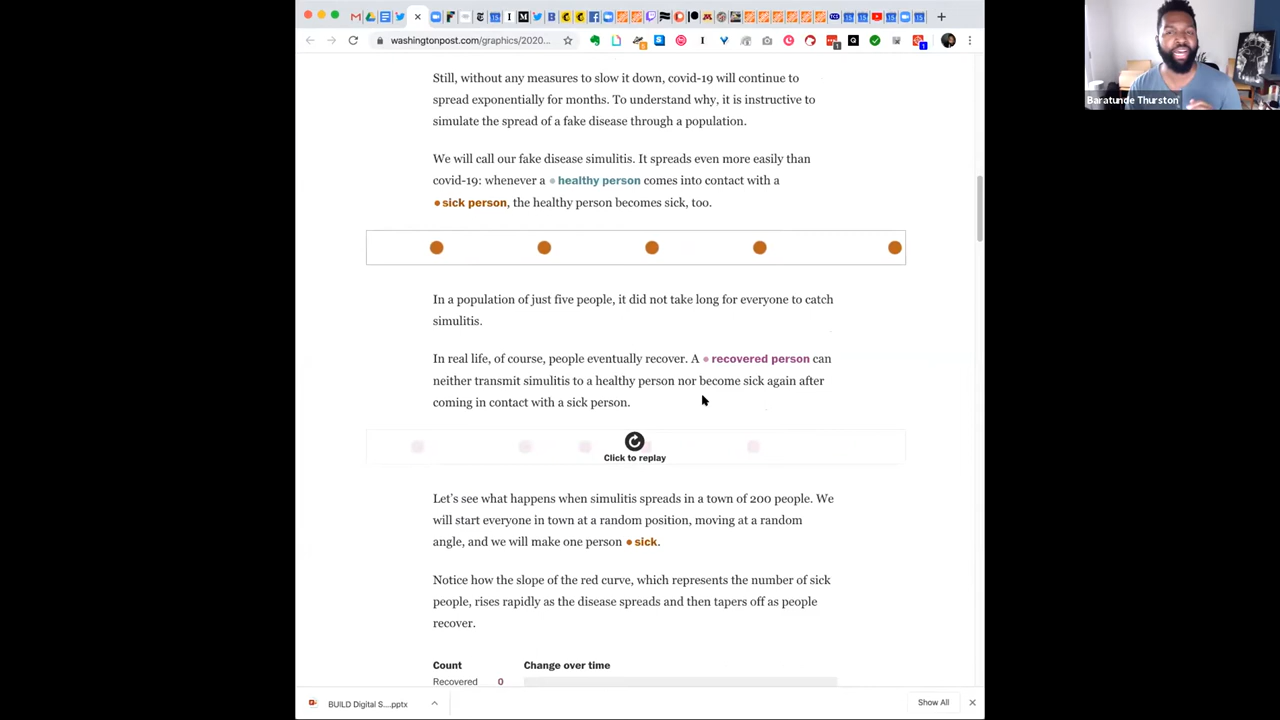 washingtonpost.com/graphics/2020...
Still, without any measures to slow it down, covid-19 will continue to
spread exponentially for months. To understand why, it is instructive to
simulate the spread of a fake disease through a population.
We will call our fake disease simulitis. It spreads even more easily than
covid-19: whenever a healthy person comes into contact with a
sick person, the healthy person becomes sick, too.
In a population of just five people, it did not take long for everyone to catch
simulitis.
In real life, of course, people eventually recover. A recovered person can
neither transmit simulitis to a healthy person nor become sick again after
coming in contact with a sick person.
Click to replay
Let's see what happens when simulitis spreads in a town of 200 people. We
will start everyone in town at a random position, moving at a random
angle, and we will make one person sick.
Notice how the slope of the red curve, which represents the number of sick
people, rises rapidly as the disease spreads and then tapers off as people
recover.
Count Change over time
Recovered 0
BUILD Digital S....pptx
Show All
Baratunde Thurston